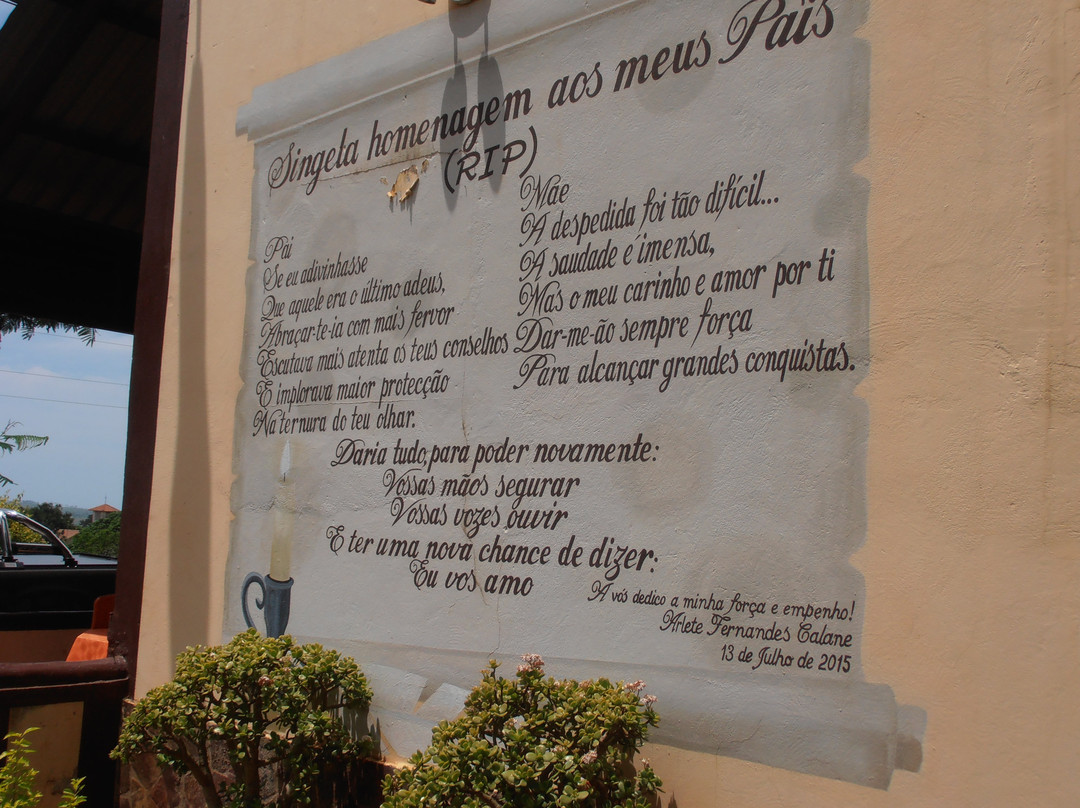 Singela homenagem aos meus Païs
(RIP)
Pai
Se eu adivinhasse
Que aquele era o último adeus,
Abraçar-te-ia com mais fervor
Escutava mais atenta os teus conselhos
E implorava maior protecção
Na ternura do teu olhar.
Mãe
A despedida foi tão difícil...
A saudade é imensa,
Mas o meu carinho e amor por ti
Dar-me-ão sempre força
Para alcançar grandes conquistas.
Daria tudo, para poder novamente:
Vossas mãos segurar
Vossas vozes ouvir
E ter uma nova chance de dizer:
Eu vos amo
A vós dedico a minha força e empenho!
Arlete Fernandes Calane
13 de Julho de 2015